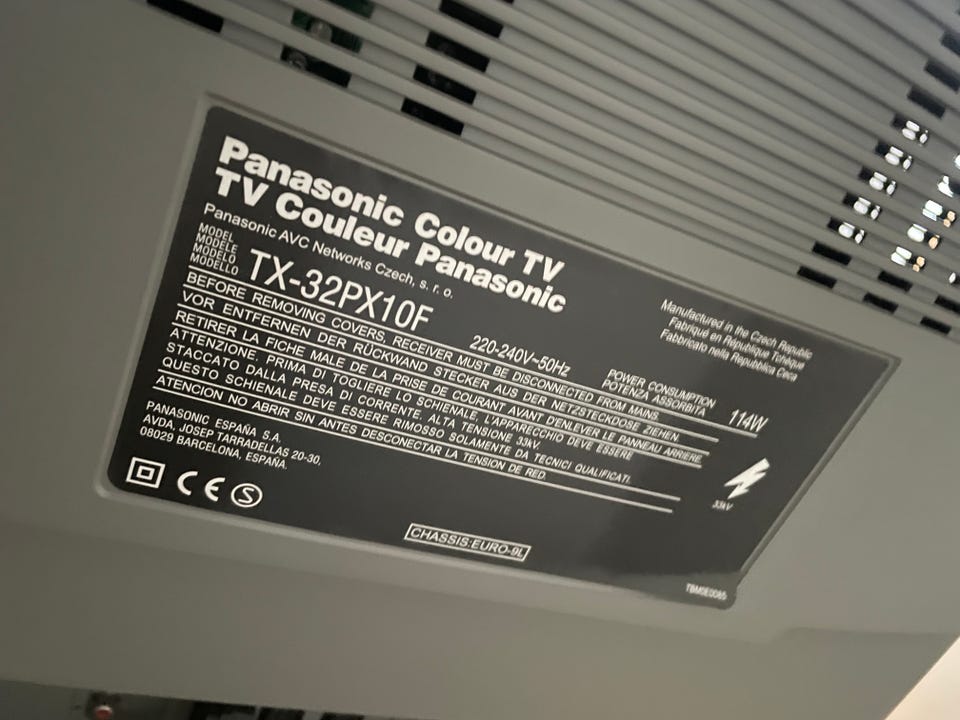 Panasonic Colour TV
TV Couleur Panasonic
Panasonic AVC Networks Czech, s. r. o.
MODEL
MODÈLE
MODELO
MODELLO
TX-32PX10F
220-240V~50Hz
Manufactured in the Czech Republic
Fabriqué en République Tchèque
Fabbricato nella Repubblica Ceca
POWER CONSUMPTION
POTENZA ASSORBITA
114W
BEFORE REMOVING COVERS, RECEIVER MUST BE DISCONNECTED FROM MAINS.
VOR ENTFERNEN DER RÜCKWAND STECKER AUS DER NETZSTECKDOSE ZIEHEN.
RETIRER LA FICHE MALE DE LA PRISE DE COURANT AVANT D'ENLEVER LE PANNEAU ARRIERE
ATTENZIONE. PRIMA DI TOGLIERE LO SCHIENALE, L'APPARECCHIO DEVE ESSERE
STACCATO DALLA PRESA DI CORRENTE, ALTA TENSIONE 33kV.
QUESTO SCHIENALE DEVE ESSERE RIMOSSO SOLAMENTE DA TECNICI QUALIFICATI.
ATENCION NO ABRIR SIN ANTES DESCONECTAR LA TENSION DE RED.
PANASONIC ESPAÑA S.A.
AVDA, JOSEP TARRADELLAS 20-30,
08029 BARCELONA, ESPAÑA.
33kV
CE S
CHASSIS:EURO-9L
TBM0E0085